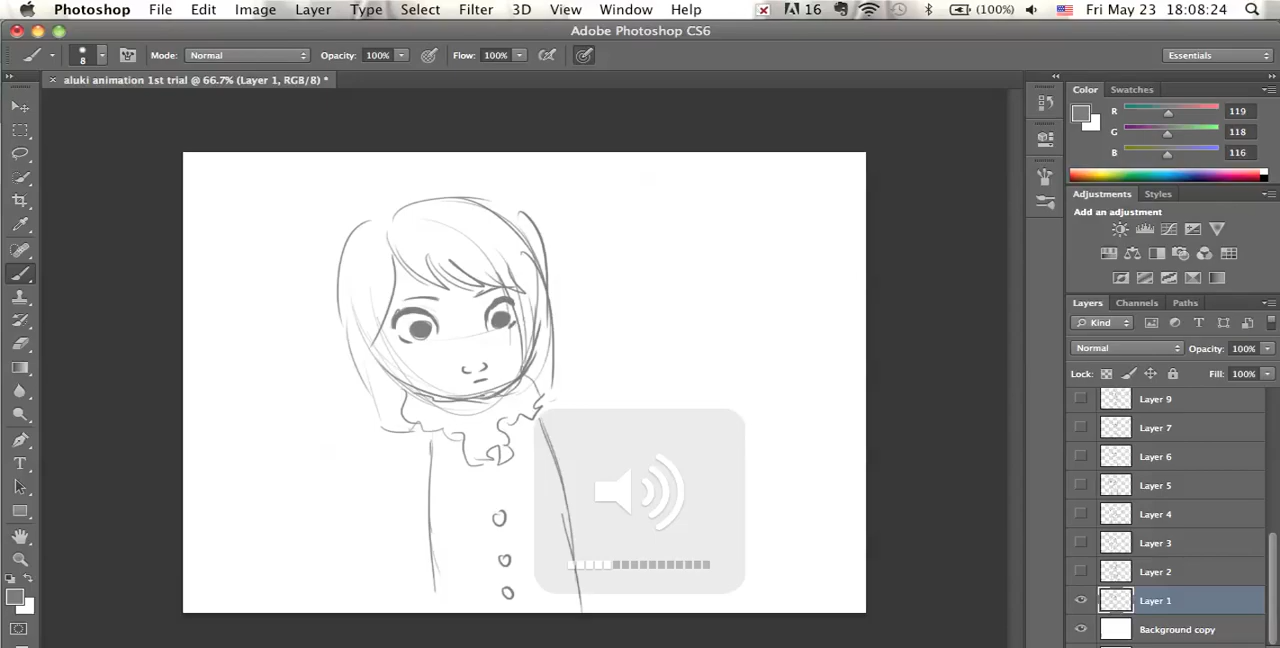 Photoshop File Edit Image Layer Type Select Filter 3D View Window Help 16 (100%) Fri May 23 18:08:24
Adobe Photoshop CS6
8 Mode: Normal Opacity: 100% Flow: 100% Essentials
× aluki animation 1st trial @ 66.7% (Layer 1, RGB/8) *
Color Swatches
R 119
G 118
B 116
Adjustments Styles
Add an adjustment
Layers Channels Paths
Kind T
Normal Opacity: 100%
Lock: Fill: 100%
Layer 9
Layer 7
Layer 6
Layer 5
Layer 4
Layer 3
Layer 2
Layer 1
Background copy